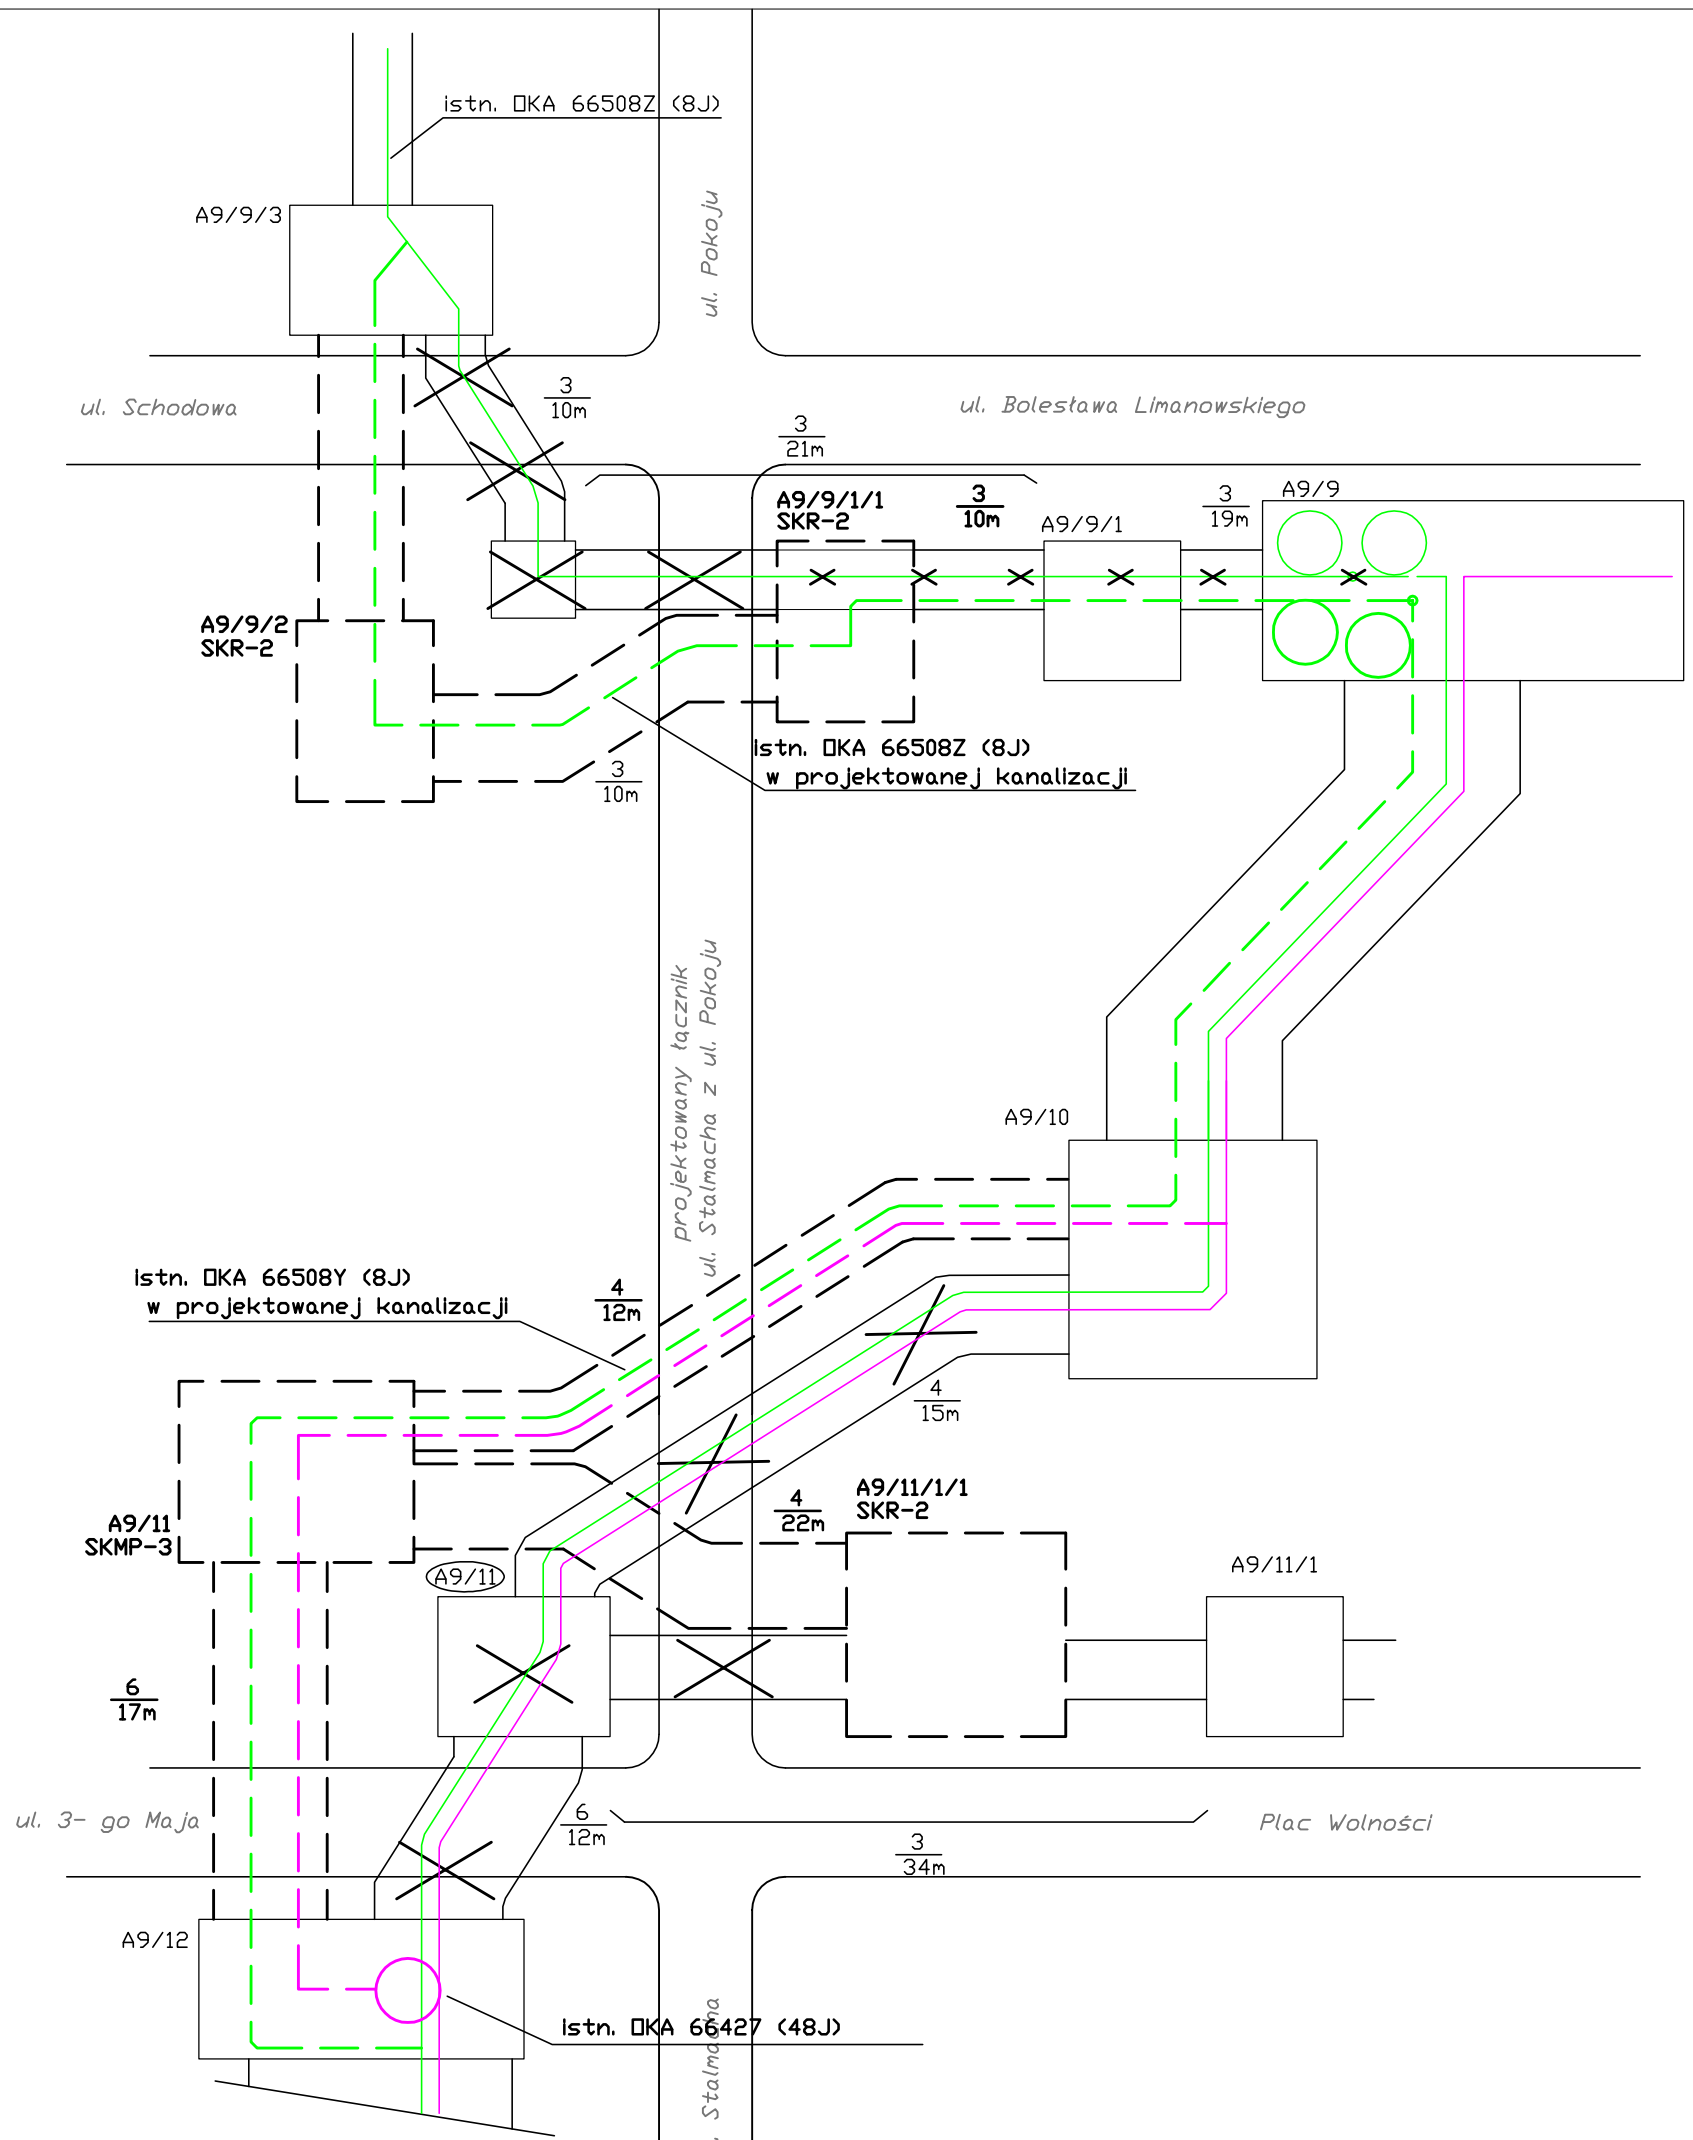 istn. OKA 66508Z (8J)
A9/9/3
ul. Pokoju
3
10m
ul. Schodowa
ul. Bolesława Limanowskiego
3
21m
A9/9/1/1
SKR-2
3
10m
A9/9/1
3
19m
A9/9
A9/9/2
SKR-2
istn. OKA 66508Z (8J)
w projektowanej kanalizacji
3
10m
projektowany łącznik
ul. Stalmacha z ul. Pokoju
A9/10
istn. OKA 66508Y (8J)
w projektowanej kanalizacji
4
12m
4
15m
A9/11
SKMP-3
A9/11
4
22m
A9/11/1/1
SKR-2
A9/11/1
6
17m
ul. 3- go Maja
6
12m
Plac Wolności
3
34m
A9/12
istn. OKA 66427 (48J)
Stalmacha